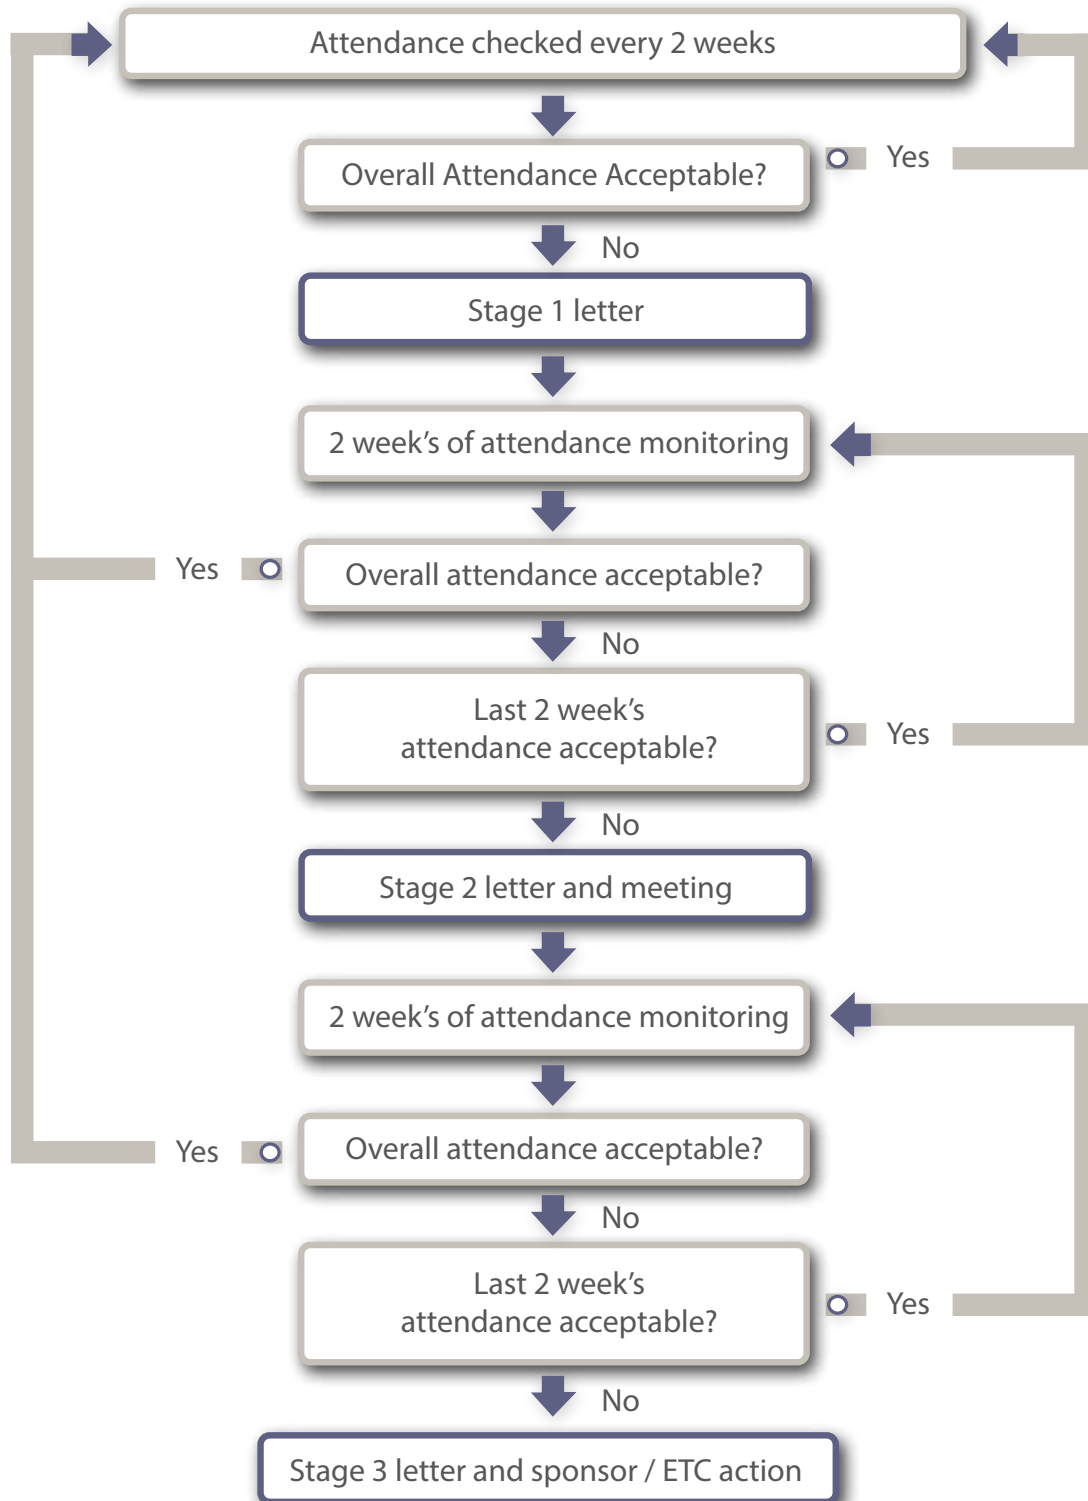 Attendance checked every 2 weeks
Overall Attendance Acceptable?
Yes
No
Stage 1 letter
2 week’s of attendance monitoring
Yes
Overall attendance acceptable?
No
Last 2 week’s
attendance acceptable?
Yes
No
Stage 2 letter and meeting
2 week’s of attendance monitoring
Yes
Overall attendance acceptable?
No
Last 2 week’s
attendance acceptable?
Yes
No
Stage 3 letter and sponsor / ETC action